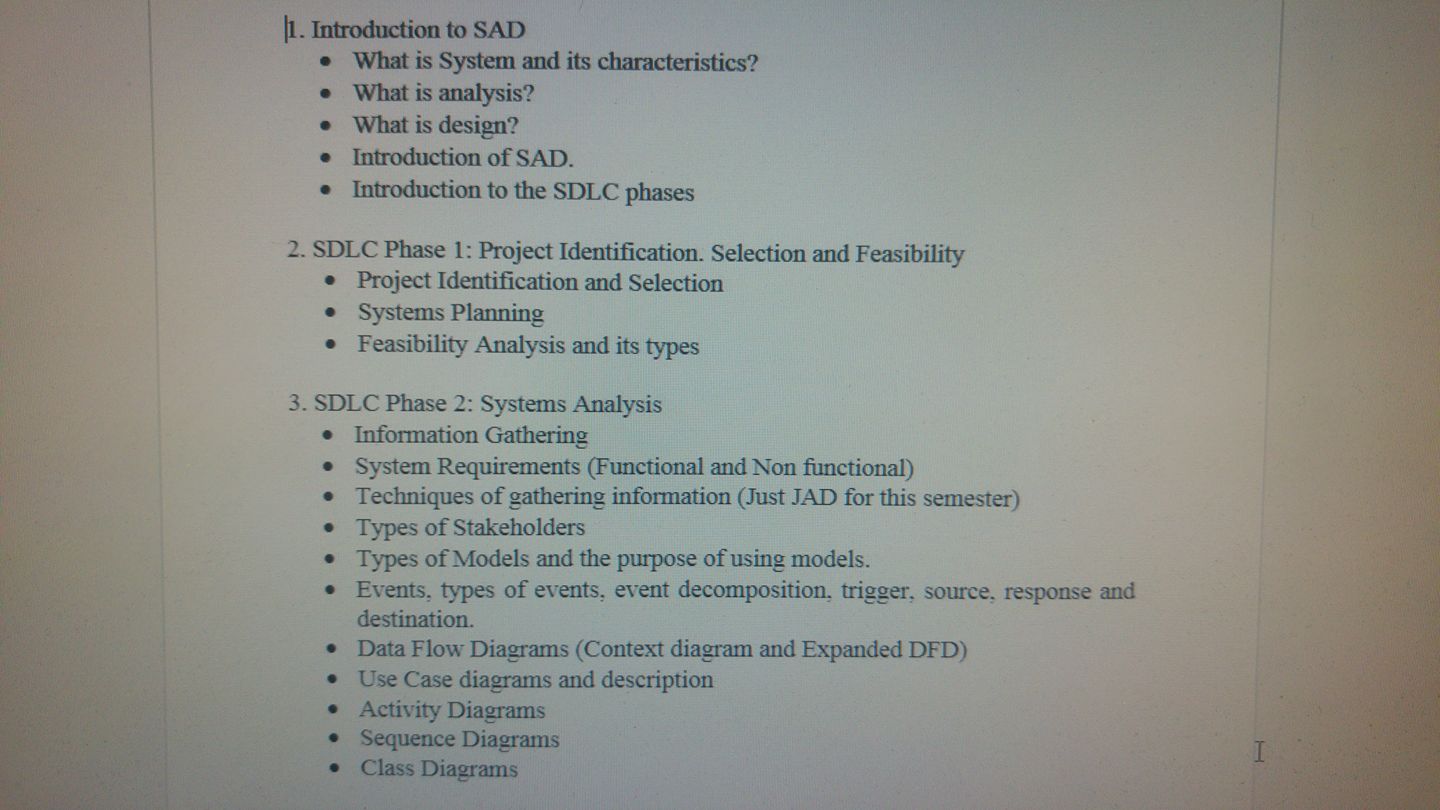 1. Introduction to SAD
• What is System and its characteristics?
• What is analysis?
• What is design?
• Introduction of SAD.
• Introduction to the SDLC phases
2. SDLC Phase 1: Project Identification. Selection and Feasibility
• Project Identification and Selection
• Systems Planning
• Feasibility Analysis and its types
3. SDLC Phase 2: Systems Analysis
• Information Gathering
• System Requirements (Functional and Non functional)
• Techniques of gathering information (Just JAD for this semester)
• Types of Stakeholders
• Types of Models and the purpose of using models.
• Events, types of events, event decomposition, trigger, source, response and
destination.
• Data Flow Diagrams (Context diagram and Expanded DFD)
• Use Case diagrams and description
• Activity Diagrams
• Sequence Diagrams
• Class Diagrams